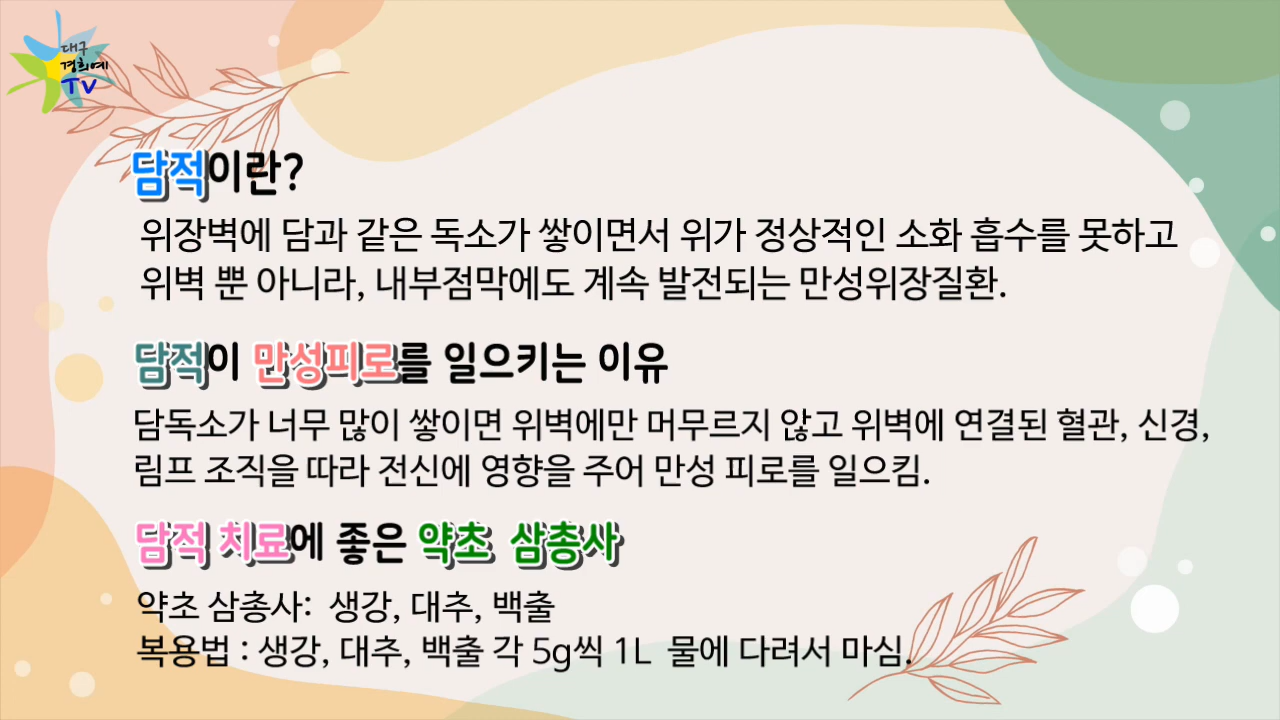 대구
경희예
TV
담적이란?
위장벽에 담과 같은 독소가 쌓이면서 위가 정상적인 소화 흡수를 못하고
위벽 뿐 아니라, 내부점막에도 계속 발전되는 만성위장질환.
담적이 만성피로를 일으키는 이유
담독소가 너무 많이 쌓이면 위벽에만 머무르지 않고 위벽에 연결된 혈관, 신경,
림프 조직을 따라 전신에 영향을 주어 만성 피로를 일으킴.
담적 치료에 좋은 약초 삼총사
약초 삼총사: 생강, 대추, 백출
복용법 : 생강, 대추, 백출 각 5g씩 1L 물에 다려서 마심.